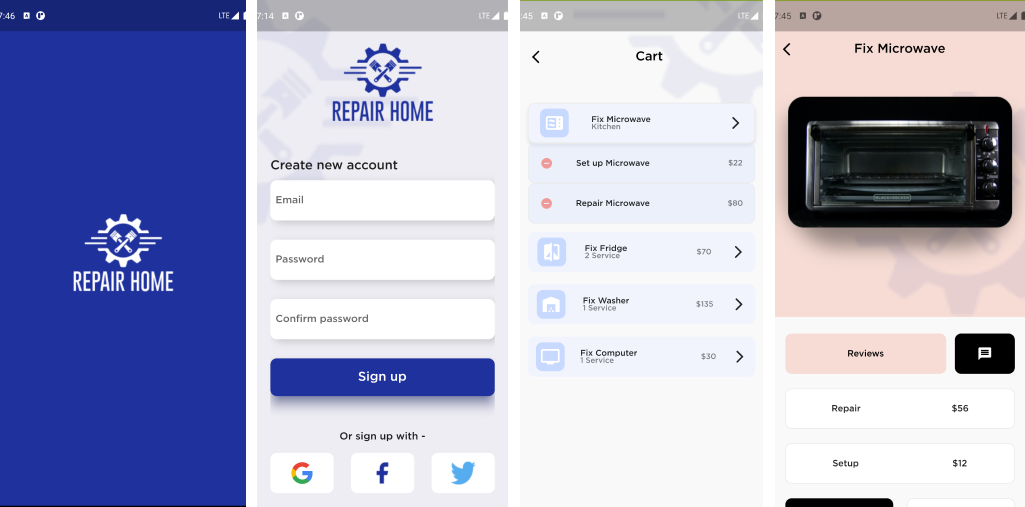 7:46
LTE
REPAIR HOME
7:14
LTE
REPAIR HOME
Create new account
Email
Password
Confirm password
Sign up
Or sign up with -
:45
LTE
Cart
Fix Microwave
Kitchen
Set up Microwave $22
Repair Microwave $80
Fix Fridge
2 Service
$70
Fix Washer
1 Service
$135
Fix Computer
1 Service
$30
7:45
LTE
Fix Microwave
BLACK+DECKER
Reviews
Repair $56
Setup $12